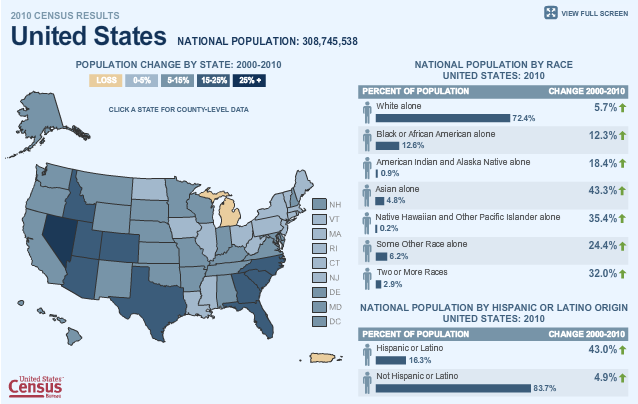 2010 CENSUS RESULTS
VIEW FULL SCREEN
United States NATIONAL POPULATION: 308,745,538
POPULATION CHANGE BY STATE: 2000-2010
LOSS 0-5% 5-15% 15-25% 25% +
CLICK A STATE FOR COUNTY-LEVEL DATA
NH
VT
MA
RI
CT
NJ
DE
MD
DC
United States®
Census
Bureau
NATIONAL POPULATION BY RACE
UNITED STATES: 2010
PERCENT OF POPULATION CHANGE 2000-2010
White alone 5.7%
72.4%
Black or African American alone 12.3%
12.6%
American Indian and Alaska Native alone 18.4%
0.9%
Asian alone 43.3%
4.8%
Native Hawaiian and Other Pacific Islander alone 35.4%
0.2%
Some Other Race alone 24.4%
6.2%
Two or More Races 32.0%
2.9%
NATIONAL POPULATION BY HISPANIC OR LATINO ORIGIN
UNITED STATES: 2010
PERCENT OF POPULATION CHANGE 2000-2010
Hispanic or Latino 43.0%
16.3%
Not Hispanic or Latino 4.9%
83.7%